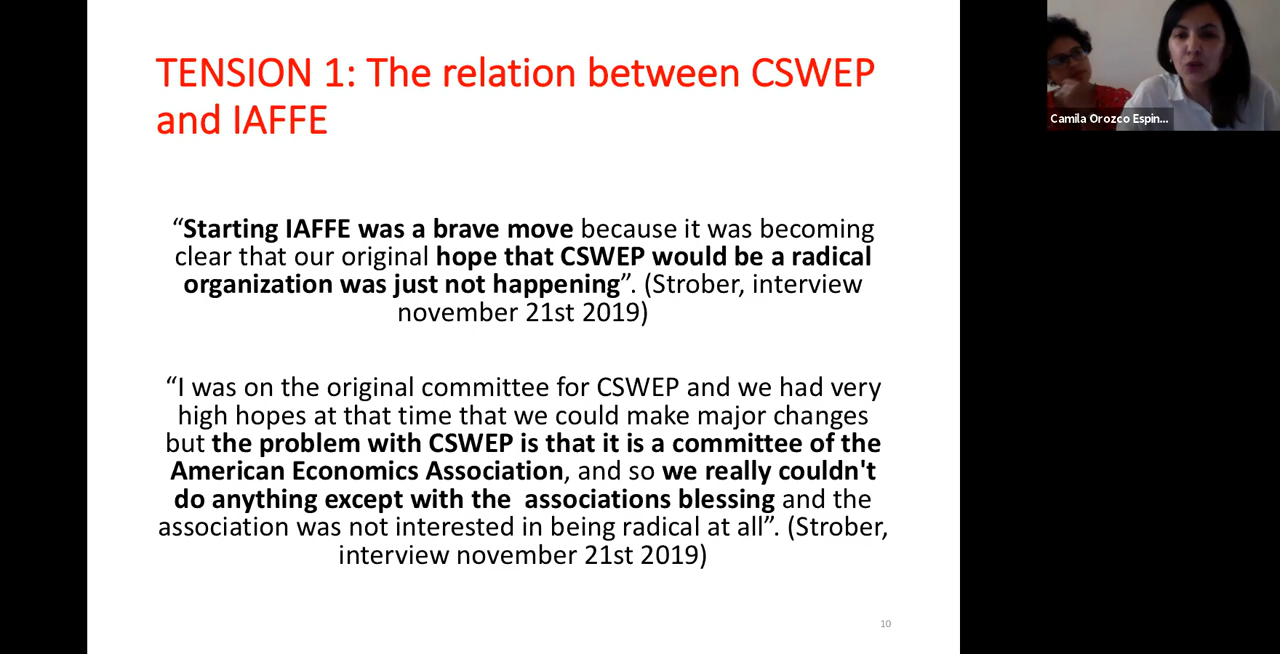 TENSION 1: The relation between CSWEP
and IAFFE
“Starting IAFFE was a brave move because it was becoming
clear that our original hope that CSWEP would be a radical
organization was just not happening”. (Strober, interview
november 21st 2019)
“I was on the original committee for CSWEP and we had very
high hopes at that time that we could make major changes
but the problem with CSWEP is that it is a committee of the
American Economics Association, and so we really couldn't
do anything except with the  associations blessing and the
association was not interested in being radical at all”. (Strober,
interview november 21st 2019)
10
Camila Orozco Espin...